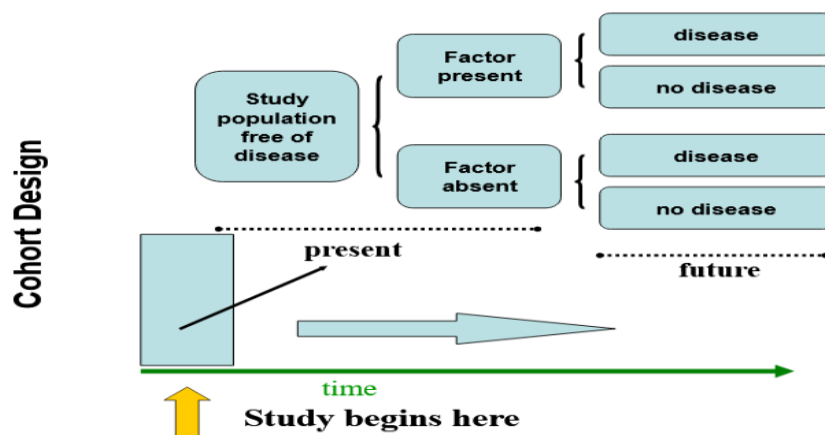 Cohort Design
Study
population
free of
disease
Factor
present
Factor
absent
disease
no disease
disease
no disease
present
future
time
Study begins here